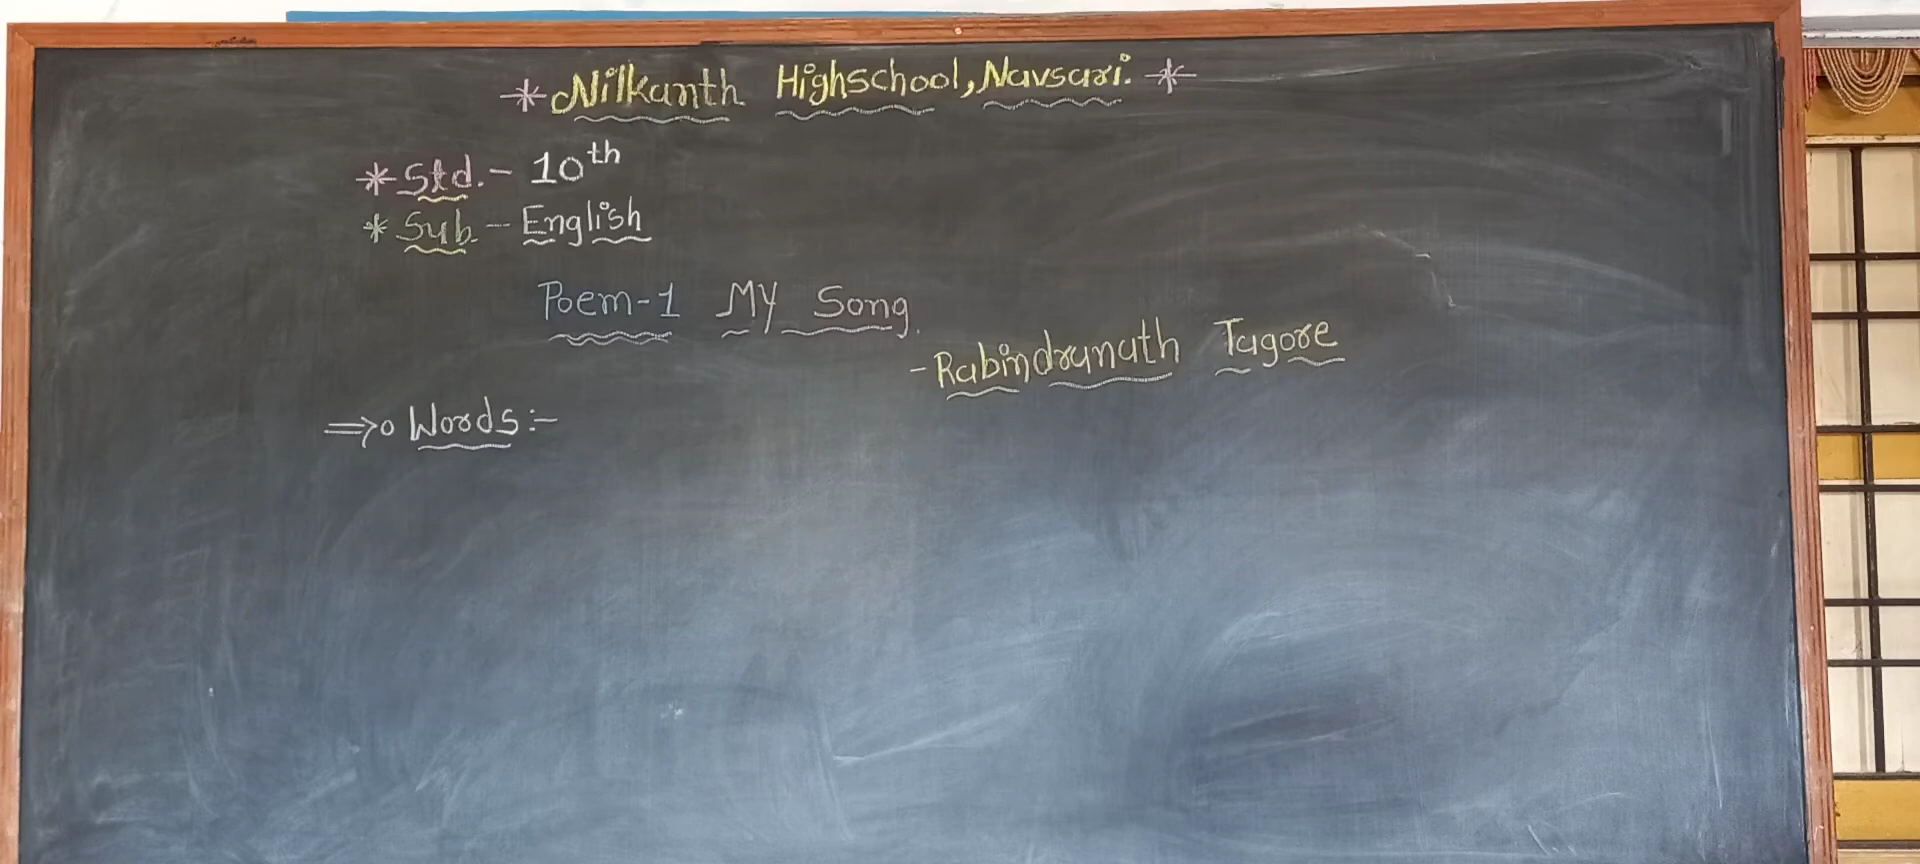 * Nilkanth Highschool, Navsari. *
* Std. - 10th
* Sub. - English
Poem-1 My Song.
- Rabindranath Tagore
⇒ Words :-